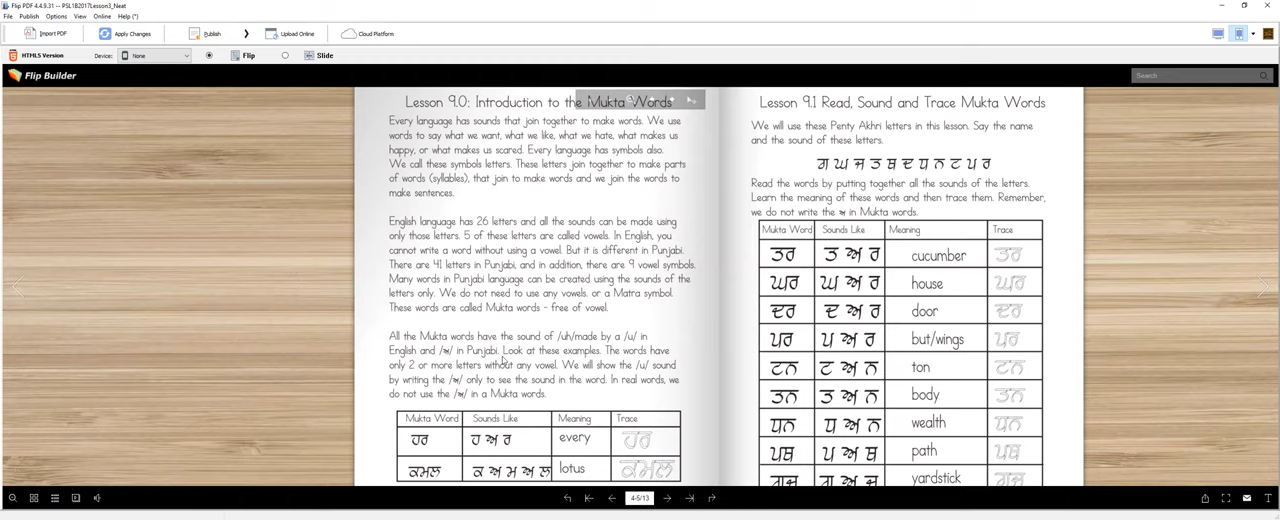 Flip PDF 4.4.9.31 -- PSL1B2017Lesson3_Neat
File Publish Options View Online Help (*)
Import PDF Apply Changes Publish Upload Online Cloud Platform
HTML5 Version Device: None Flip Slide
Flip Builder
Search
Lesson 9.0: Introduction to the Mukta Words
Every language has sounds that join together to make words. We use
words to say what we want, what we like, what we hate, what makes us
happy, or what makes us scared. Every language has symbols also.
We call these symbols letters. These letters join together to make parts
of words (syllables), that join to make words and we join the words to
make sentences.
English language has 26 letters and all the sounds can be made using
only those letters. 5 of these letters are called vowels. In English, you
cannot write a word without using a vowel. But it is different in Punjabi.
There are 41 letters in Punjabi, and in addition, there are 9 vowel symbols.
Many words in Punjabi language can be created using the sounds of the
letters only. We do not need to use any vowels, or a Matra symbol.
These words are called Mukta words - free of vowel.
All the Mukta words have the sound of /uh/made by a /u/ in
English and /ਅ/ in Punjabi. Look at these examples. The words have
only 2 or more letters without any vowel. We will show the /u/ sound
by writing the /ਅ/ only to see the sound in the word. In real words, we
do not use the /ਅ/ in a Mukta words.
Mukta Word Sounds Like Meaning Trace
ਹਰ ਹ ਅ ਰ every ਹਰ
ਕਮਲ ਕ ਅ ਮ ਅ ਲ lotus ਕਮਲ
Lesson 9.1 Read, Sound and Trace Mukta Words
We will use these Penty Akhri letters in this lesson. Say the name
and the sound of these letters.
ਗ ਘ ਜ ਤ ਥ ਦ ਧ ਨ ਟ ਪ ਰ
Read the words by putting together all the sounds of the letters.
Learn the meaning of these words and then trace them. Remember,
we do not write the ਅ in Mukta words.
Mukta Word Sounds Like Meaning Trace
ਤਰ ਤ ਅ ਰ cucumber ਤਰ
ਘਰ ਘ ਅ ਰ house ਘਰ
ਦਰ ਦ ਅ ਰ door ਦਰ
ਪਰ ਪ ਅ ਰ but/wings ਪਰ
ਟਨ ਟ ਅ ਨ ton ਟਨ
ਤਨ ਤ ਅ ਨ body ਤਨ
ਧਨ ਧ ਅ ਨ wealth ਧਨ
ਪਥ ਪ ਅ ਥ path ਪਥ
ਗਜ ਗ ਅ ਜ yardstick ਗਜ
4-5/13